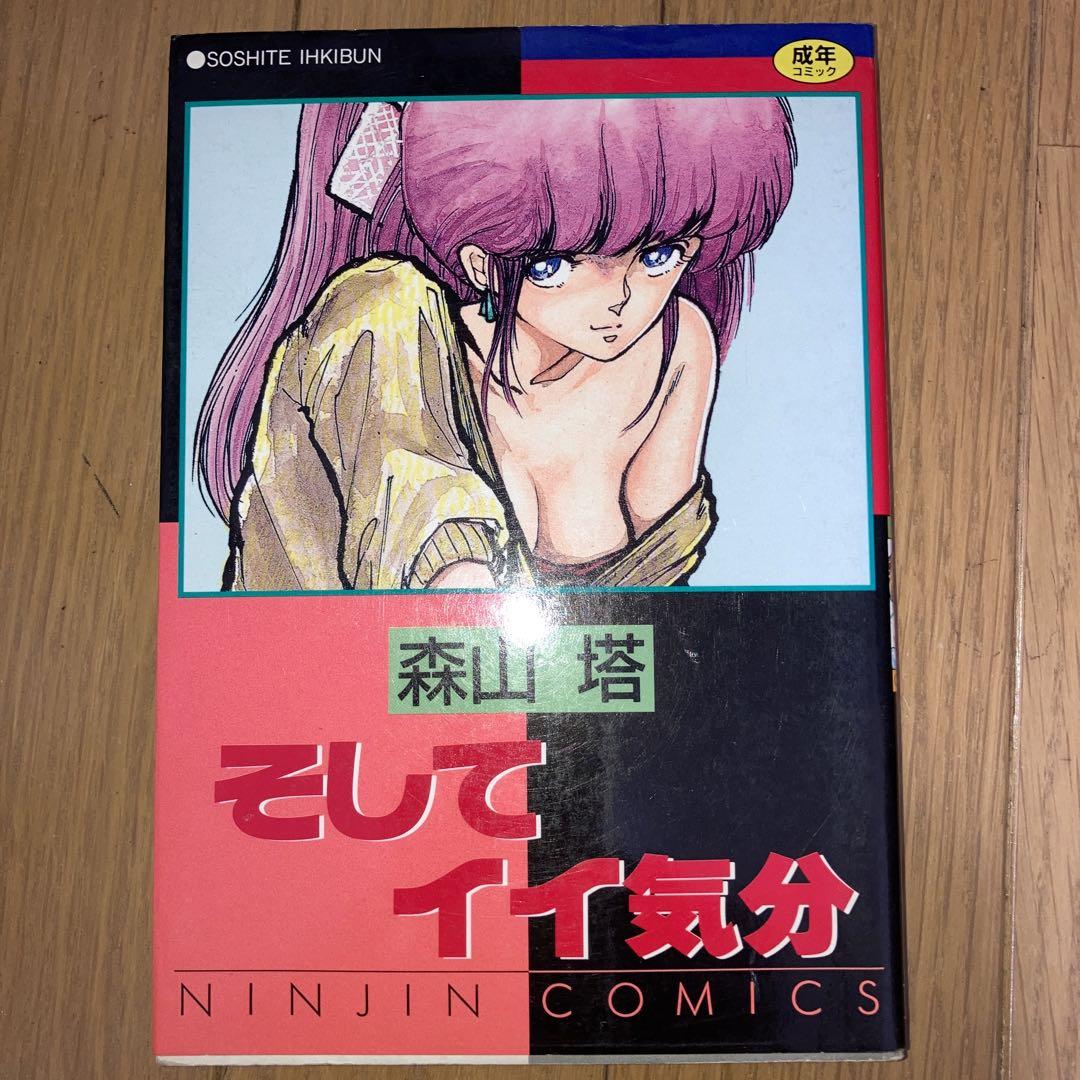 ●SOSHITE IHKIBUN
成年
コミック
森山 塔
そして
イイ気分
NINJIN COMICS